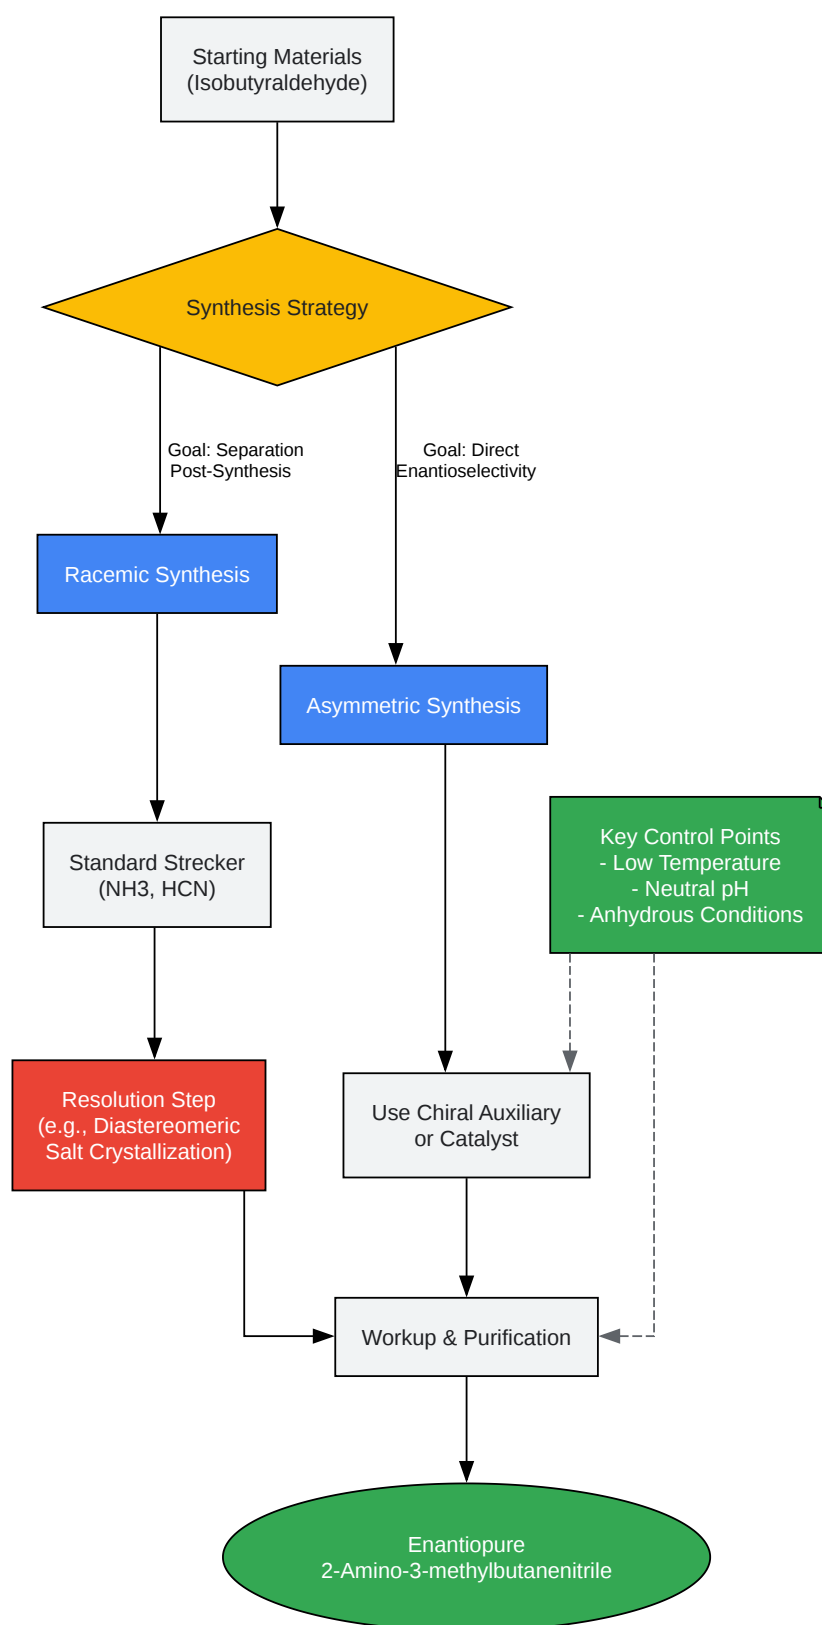 Starting Materials
(Isobutyraldehyde)
Synthesis Strategy
Goal: Separation
Post-Synthesis
Goal: Direct
Enantioselectivity
Racemic Synthesis
Asymmetric Synthesis
Key Control Points
- Low Temperature
- Neutral pH
- Anhydrous Conditions
Standard Strecker
(NH3, HCN)
Resolution Step
(e.g., Diastereomeric
Salt Crystallization)
Use Chiral Auxiliary
or Catalyst
Workup & Purification
Enantiopure
2-Amino-3-methylbutanenitrile